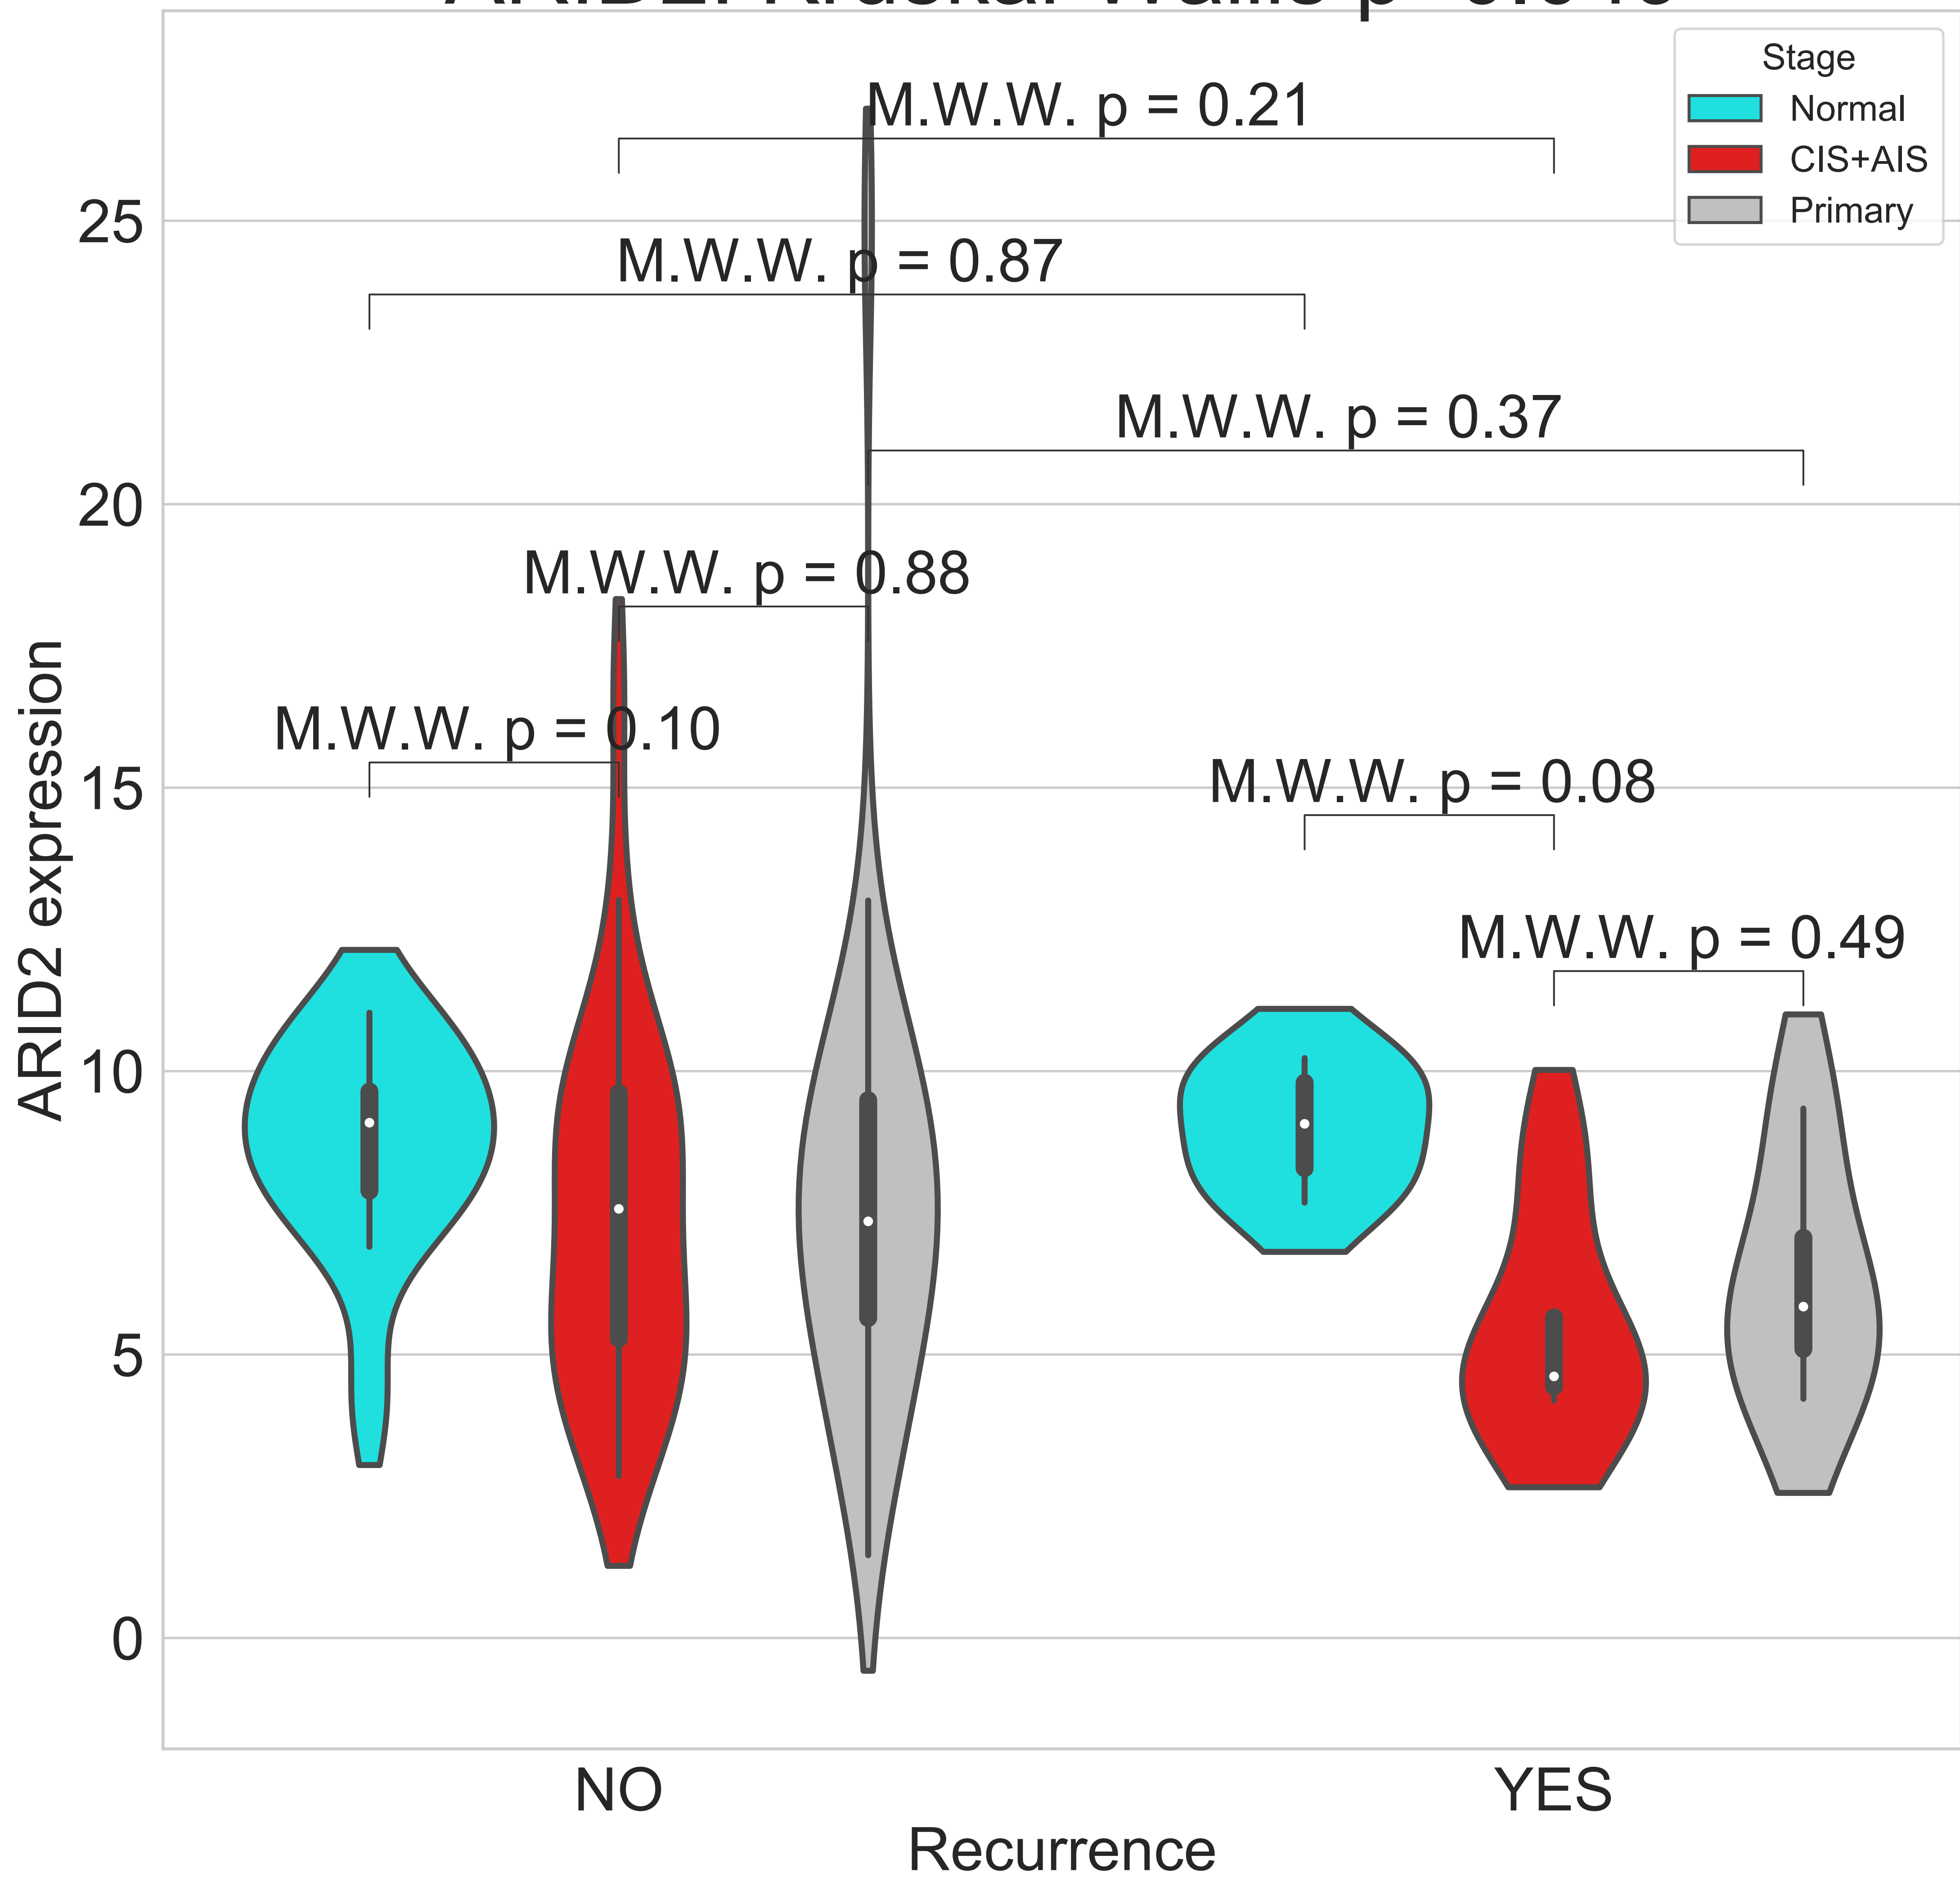 Stage
Normal
CIS+AIS
Primary
M.W.W. p = 0.21
25
M.W.W. p = 0.87
M.W.W. p = 0.37
20
M.W.W. p = 0.88
M.W.W. p = 0.10
15
M.W.W. p = 0.08
M.W.W. p = 0.49
10
5
0
ARID2 expression
NO
YES
Recurrence